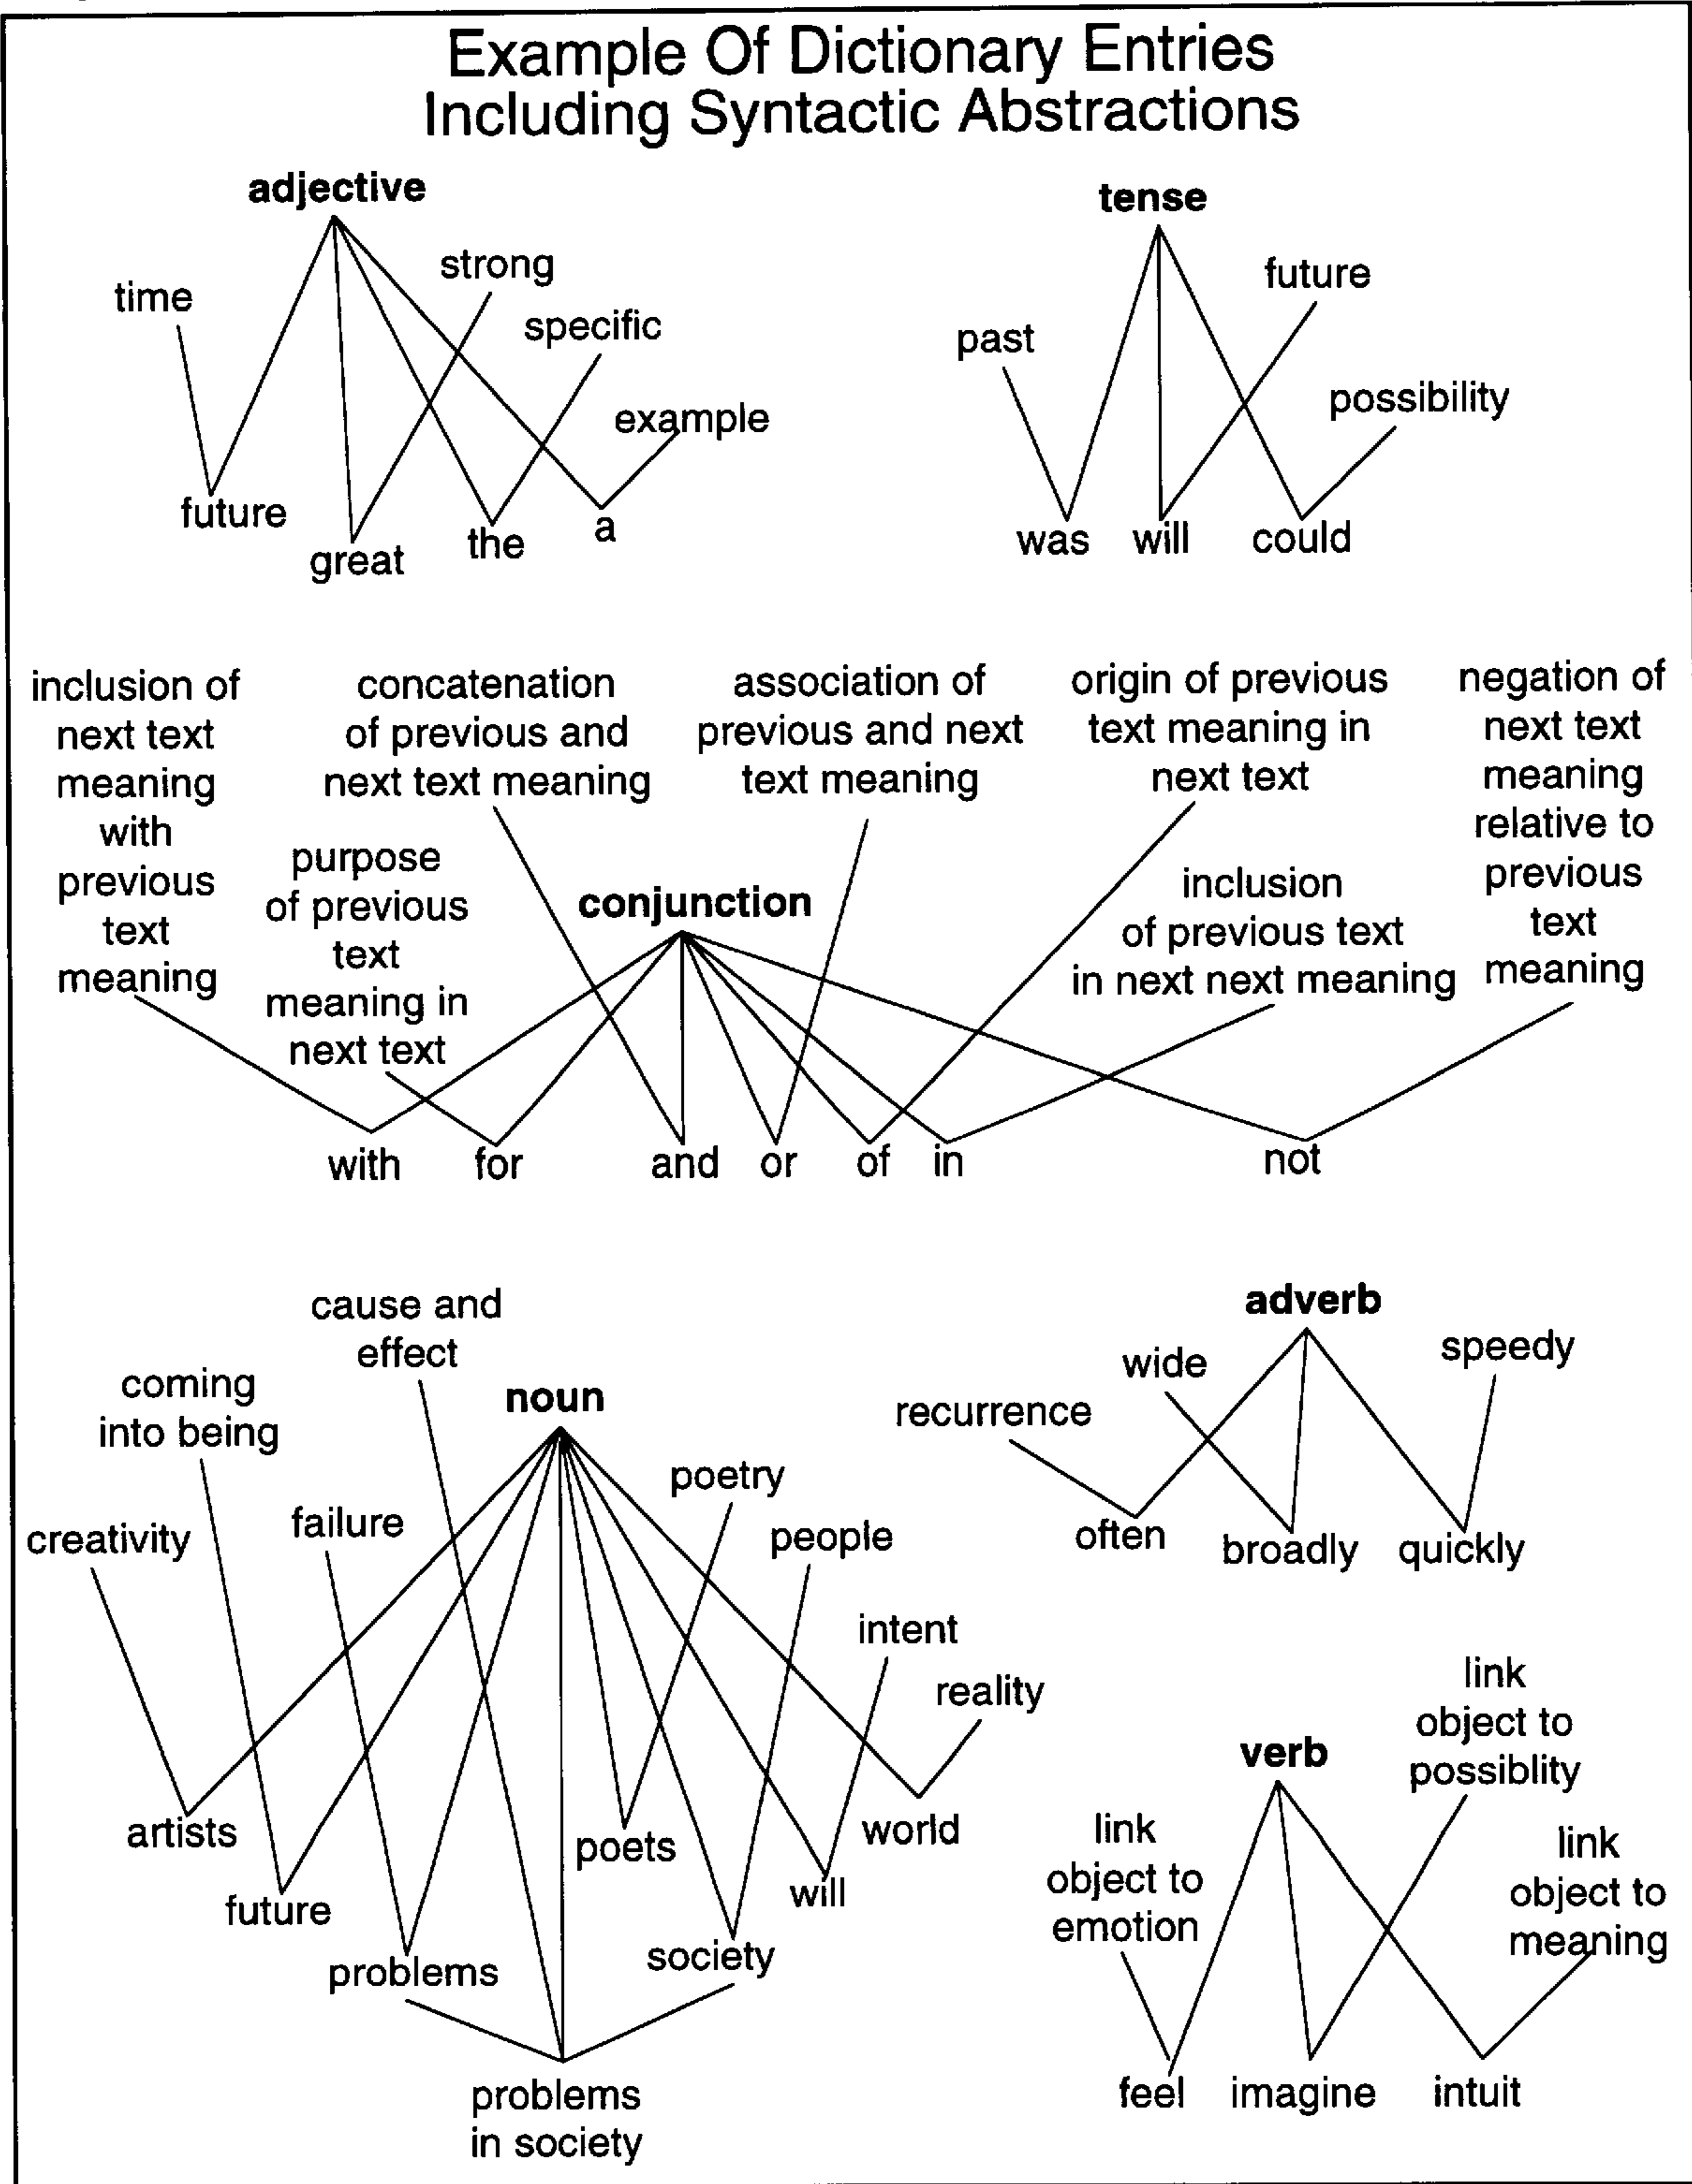 Example Of Dictionary Entries
Including Syntactic Abstractions
adjective
time
strong
specific
example
future
great
the
a
tense
past
future
possibility
was
will
could
inclusion of
next text
meaning
with
previous
text
meaning
purpose
of previous
text
meaning in
next text
concatenation
of previous and
next text meaning
conjunction
association of
previous and next
text meaning
origin of previous
text meaning in
next text
inclusion
of previous text
in next next meaning
negation of
next text
meaning
relative to
previous
text
meaning
with
for
and
or
of
in
not
cause and
effect
coming
into being
noun
creativity
failure
poetry
people
intent
reality
artists
future
problems
poets
society
will
world
problems
in society
adverb
recurrence
wide
speedy
often
broadly
quickly
verb
link
object to
emotion
link
object to
possiblity
link
object to
meaning
feel
imagine
intuit